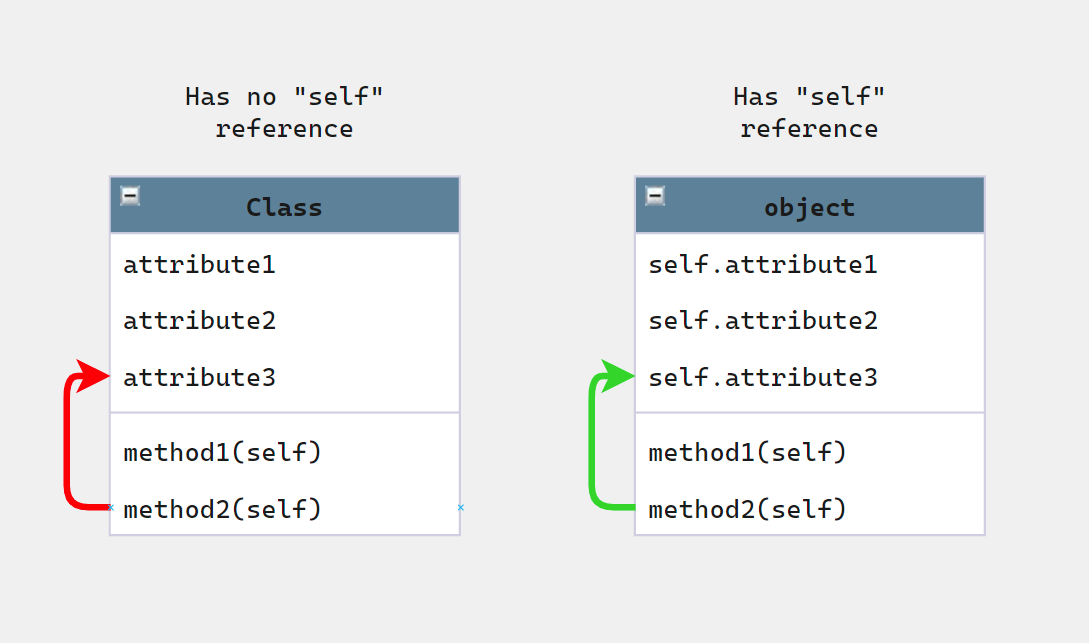 Has no "self"
reference
Class
attribute1
attribute2
attribute3
method1(self)
method2(self)
Has "self"
reference
object
self.attribute1
self.attribute2
self.attribute3
method1(self)
method2(self)